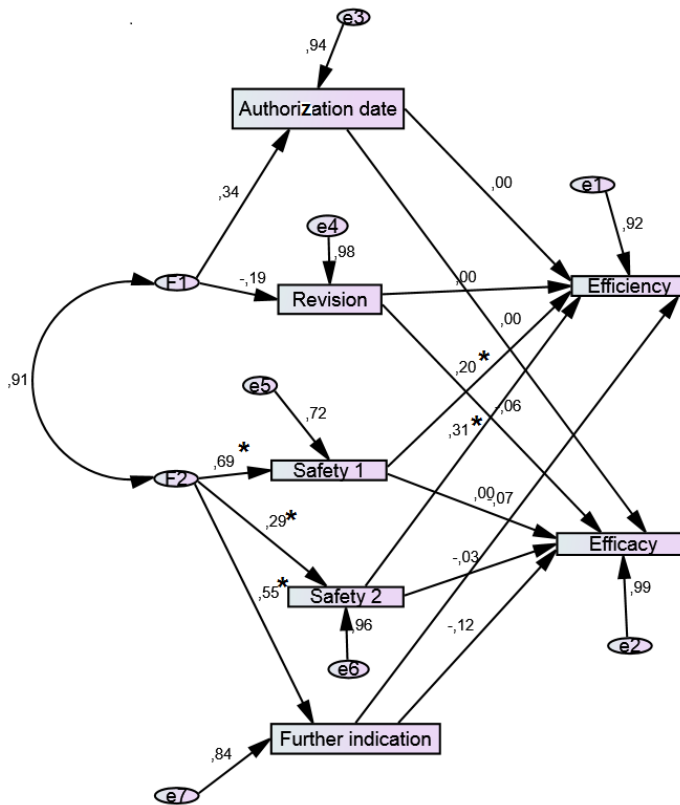 .
e3
,94
Authorization date
,34
,00
e1
,92
e4
,98
F1
-,19
Revision
,00
Efficiency
,00
,91
,20*
e5
,72
-,06
,31*
F2
,69*
Safety 1
,00
-,07
,29*
Efficacy
-,03
,55*
Safety 2
,96
-,12
,99
e6
e2
Further indication
,84
e7